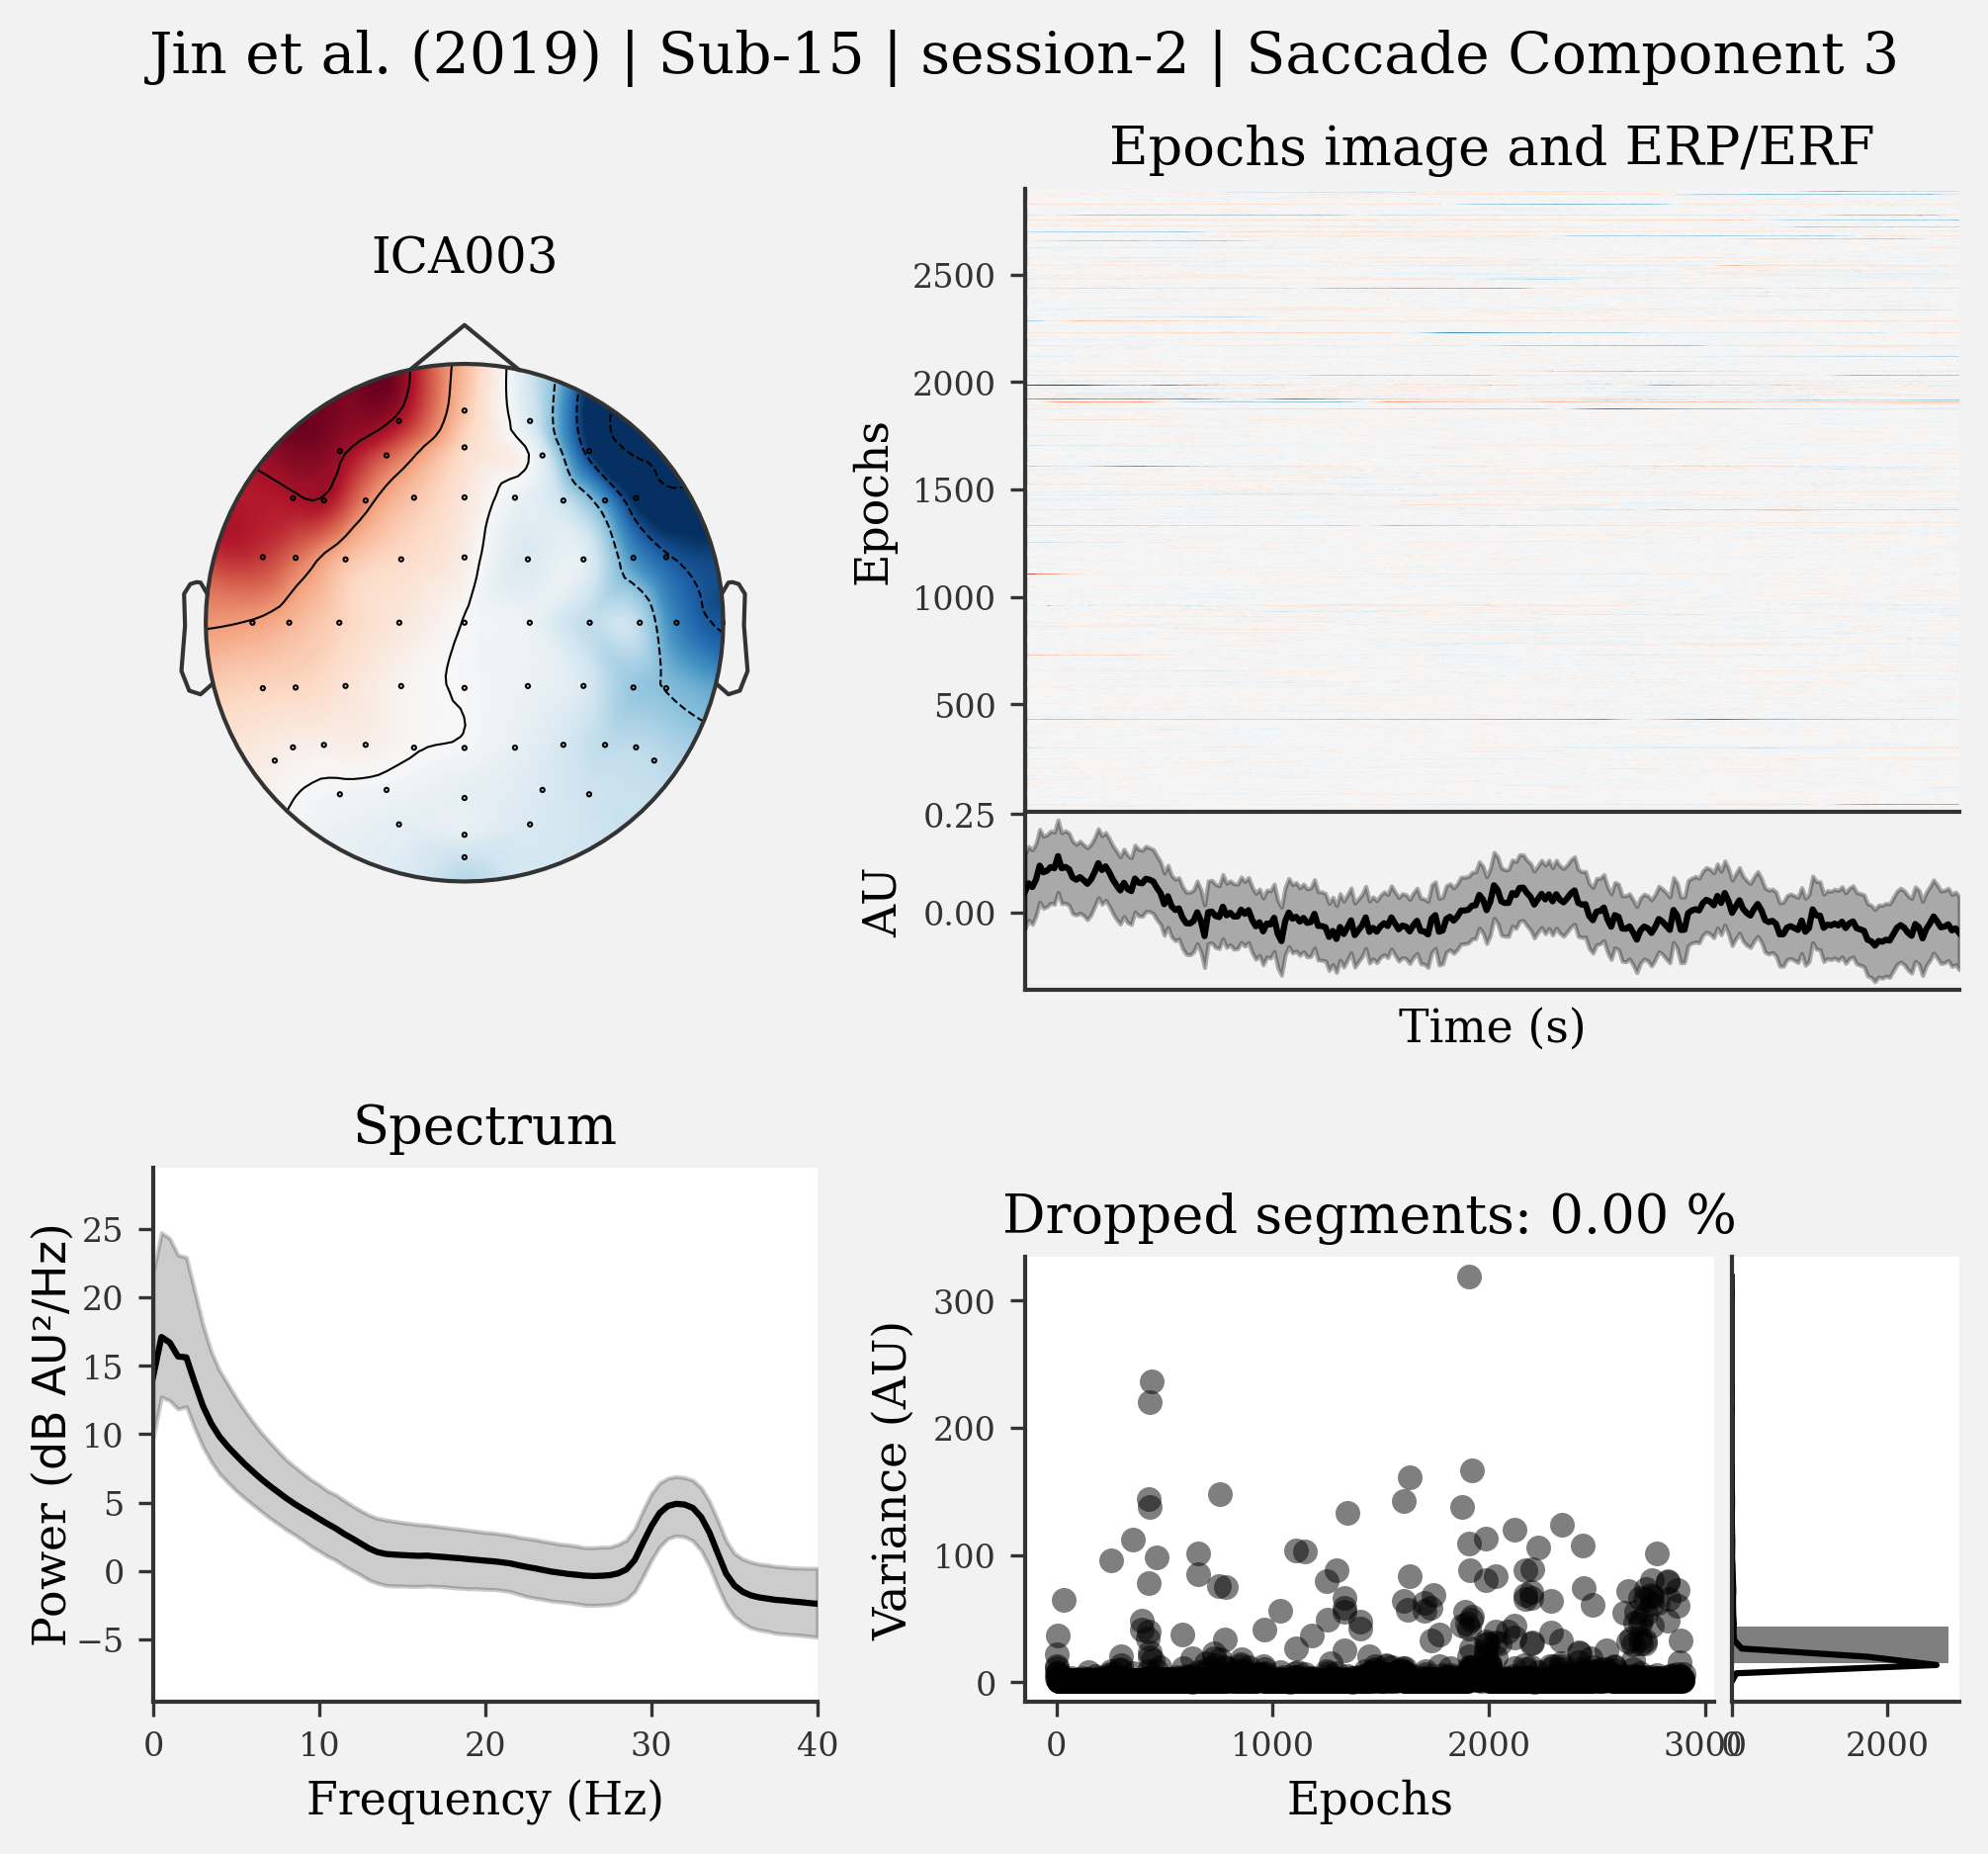 Jin et al. (2019) | Sub-15 | session-2 | Saccade Component 3
ICA003
Epochs image and ERP/ERF
Epochs
2500
2000
1500
1000
500
AU
0.25
0.00
Time (s)
Spectrum
Power (dB AU²/Hz)
25
20
15
10
5
0
−5
0 10 20 30 40
Frequency (Hz)
Dropped segments: 0.00 %
Variance (AU)
300
200
100
0
0 1000 2000 3000
0 2000
Epochs